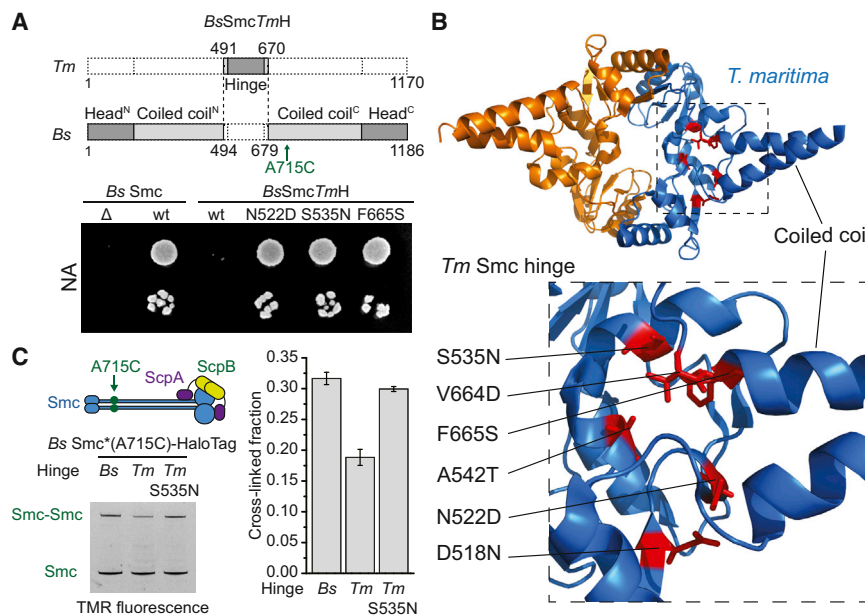 A
BsSmcTmH
491 670
Tm
1 Hinge 1170
Headᴺ Coiled coilᴺ Coiled coilᶜ Headᶜ
Bs
1 494 679 1186
A715C
Bs Smc BsSmcTmH
Δ wt wt N522D S535N F665S
NA
B
T. maritima
Coiled coil
Tm Smc hinge
S535N
V664D
F665S
A542T
N522D
D518N
C
A715C
ScpA ScpB
Smc
Bs Smc*(A715C)-HaloTag
Hinge Bs Tm Tm
S535N
Smc-Smc
Smc
TMR fluorescence
Cross-linked fraction
0.35
0.30
0.25
0.20
0.15
0.10
0.05
0.00
Hinge Bs Tm Tm
S535N